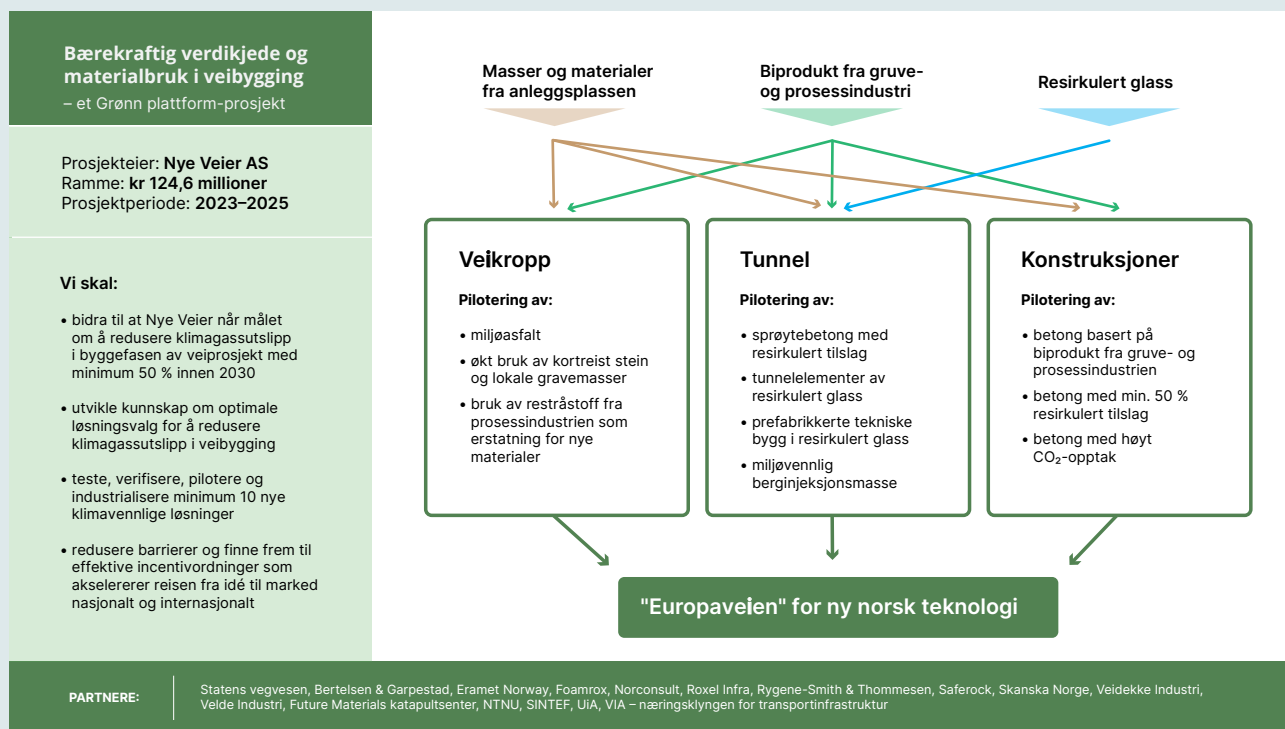 Bærekraftig verdikjede og
materialbruk i veibygging
– et Grønn plattform-prosjekt
Prosjekteier: Nye Veier AS
Ramme: kr 124,6 millioner
Prosjektperiode: 2023–2025
Vi skal:
• bidra til at Nye Veier når målet
om å redusere klimagassutslipp
i byggefasen av veiprosjekt med
minimum 50 % innen 2030
• utvikle kunnskap om optimale
løsningsvalg for å redusere
klimagassutslipp i veibygging
• teste, verifisere, pilotere og
industrialisere minimum 10 nye
klimavennlige løsninger
• redusere barrierer og finne frem til
effektive incentivordninger som
akselererer reisen fra idé til marked
nasjonalt og internasjonalt
Masser og materialer
fra anleggsplassen
Biprodukt fra gruve-
og prosessindustri
Resirkulert glass
Veikropp
Pilotering av:
• miljøasfalt
• økt bruk av kortreist stein
og lokale gravemasser
• bruk av restråstoff fra
prosessindustrien som
erstatning for nye
materialer
Tunnel
Pilotering av:
• sprøytebetong med
resirkulert tilslag
• tunnelelementer av
resirkulert glass
• prefabrikkerte tekniske
bygg i resirkulert glass
• miljøvennlig
berginjeksjonsmasse
Konstruksjoner
Pilotering av:
• betong basert på
biprodukt fra gruve- og
prosessindustrien
• betong med min. 50 %
resirkulert tilslag
• betong med høyt
CO₂-opptak
"Europaveien" for ny norsk teknologi
PARTNERE:
Statens vegvesen, Bertelsen & Garpestad, Eramet Norway, Foamrox, Norconsult, Roxel Infra, Rygene-Smith & Thommesen, Saferock, Skanska Norge, Veidekke Industri,
Velde Industri, Future Materials katapultsenter, NTNU, SINTEF, UiA, VIA – næringsklyngen for transportinfrastruktur